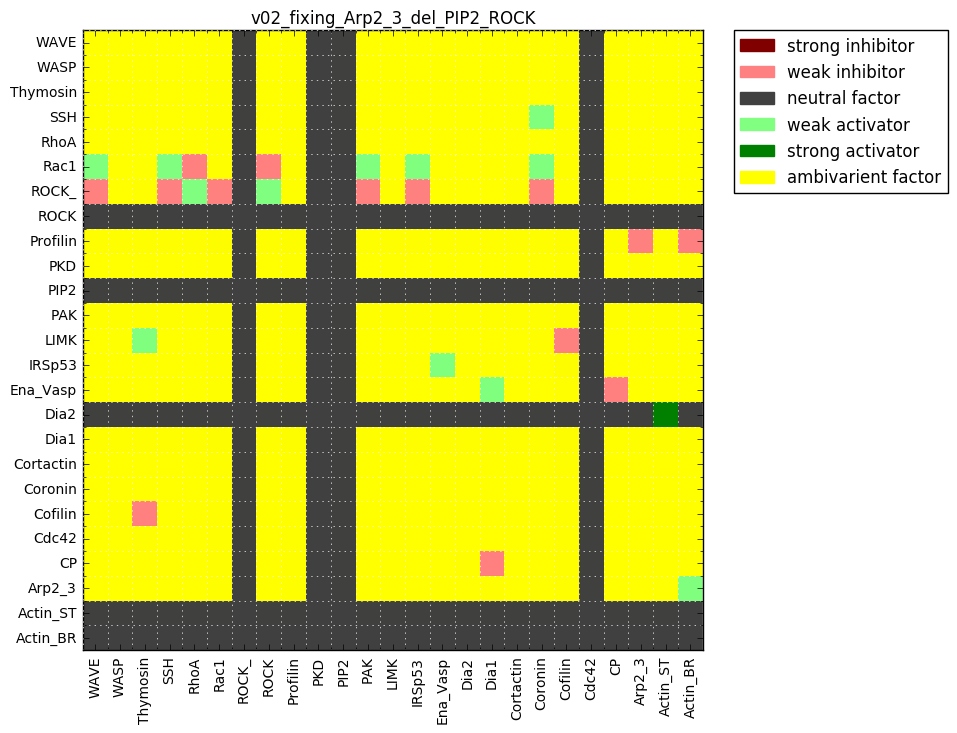 v02_fixing_Arp2_3_del_PIP2_ROCK
strong inhibitor
weak inhibitor
neutral factor
weak activator
strong activator
ambivarient factor
WAVE
WASP
Thymosin
SSH
RhoA
Rac1
ROCK_
ROCK
Profilin
PKD
PIP2
PAK
LIMK
IRSp53
Ena_Vasp
Dia2
Dia1
Cortactin
Coronin
Cofilin
Cdc42
CP
Arp2_3
Actin_ST
Actin_BR
WAVE
WASP
Thymosin
SSH
RhoA
Rac1
ROCK_
ROCK
Profilin
PKD
PIP2
PAK
LIMK
IRSp53
Ena_Vasp
Dia2
Dia1
Cortactin
Coronin
Cofilin
Cdc42
CP
Arp2_3
Actin_ST
Actin_BR